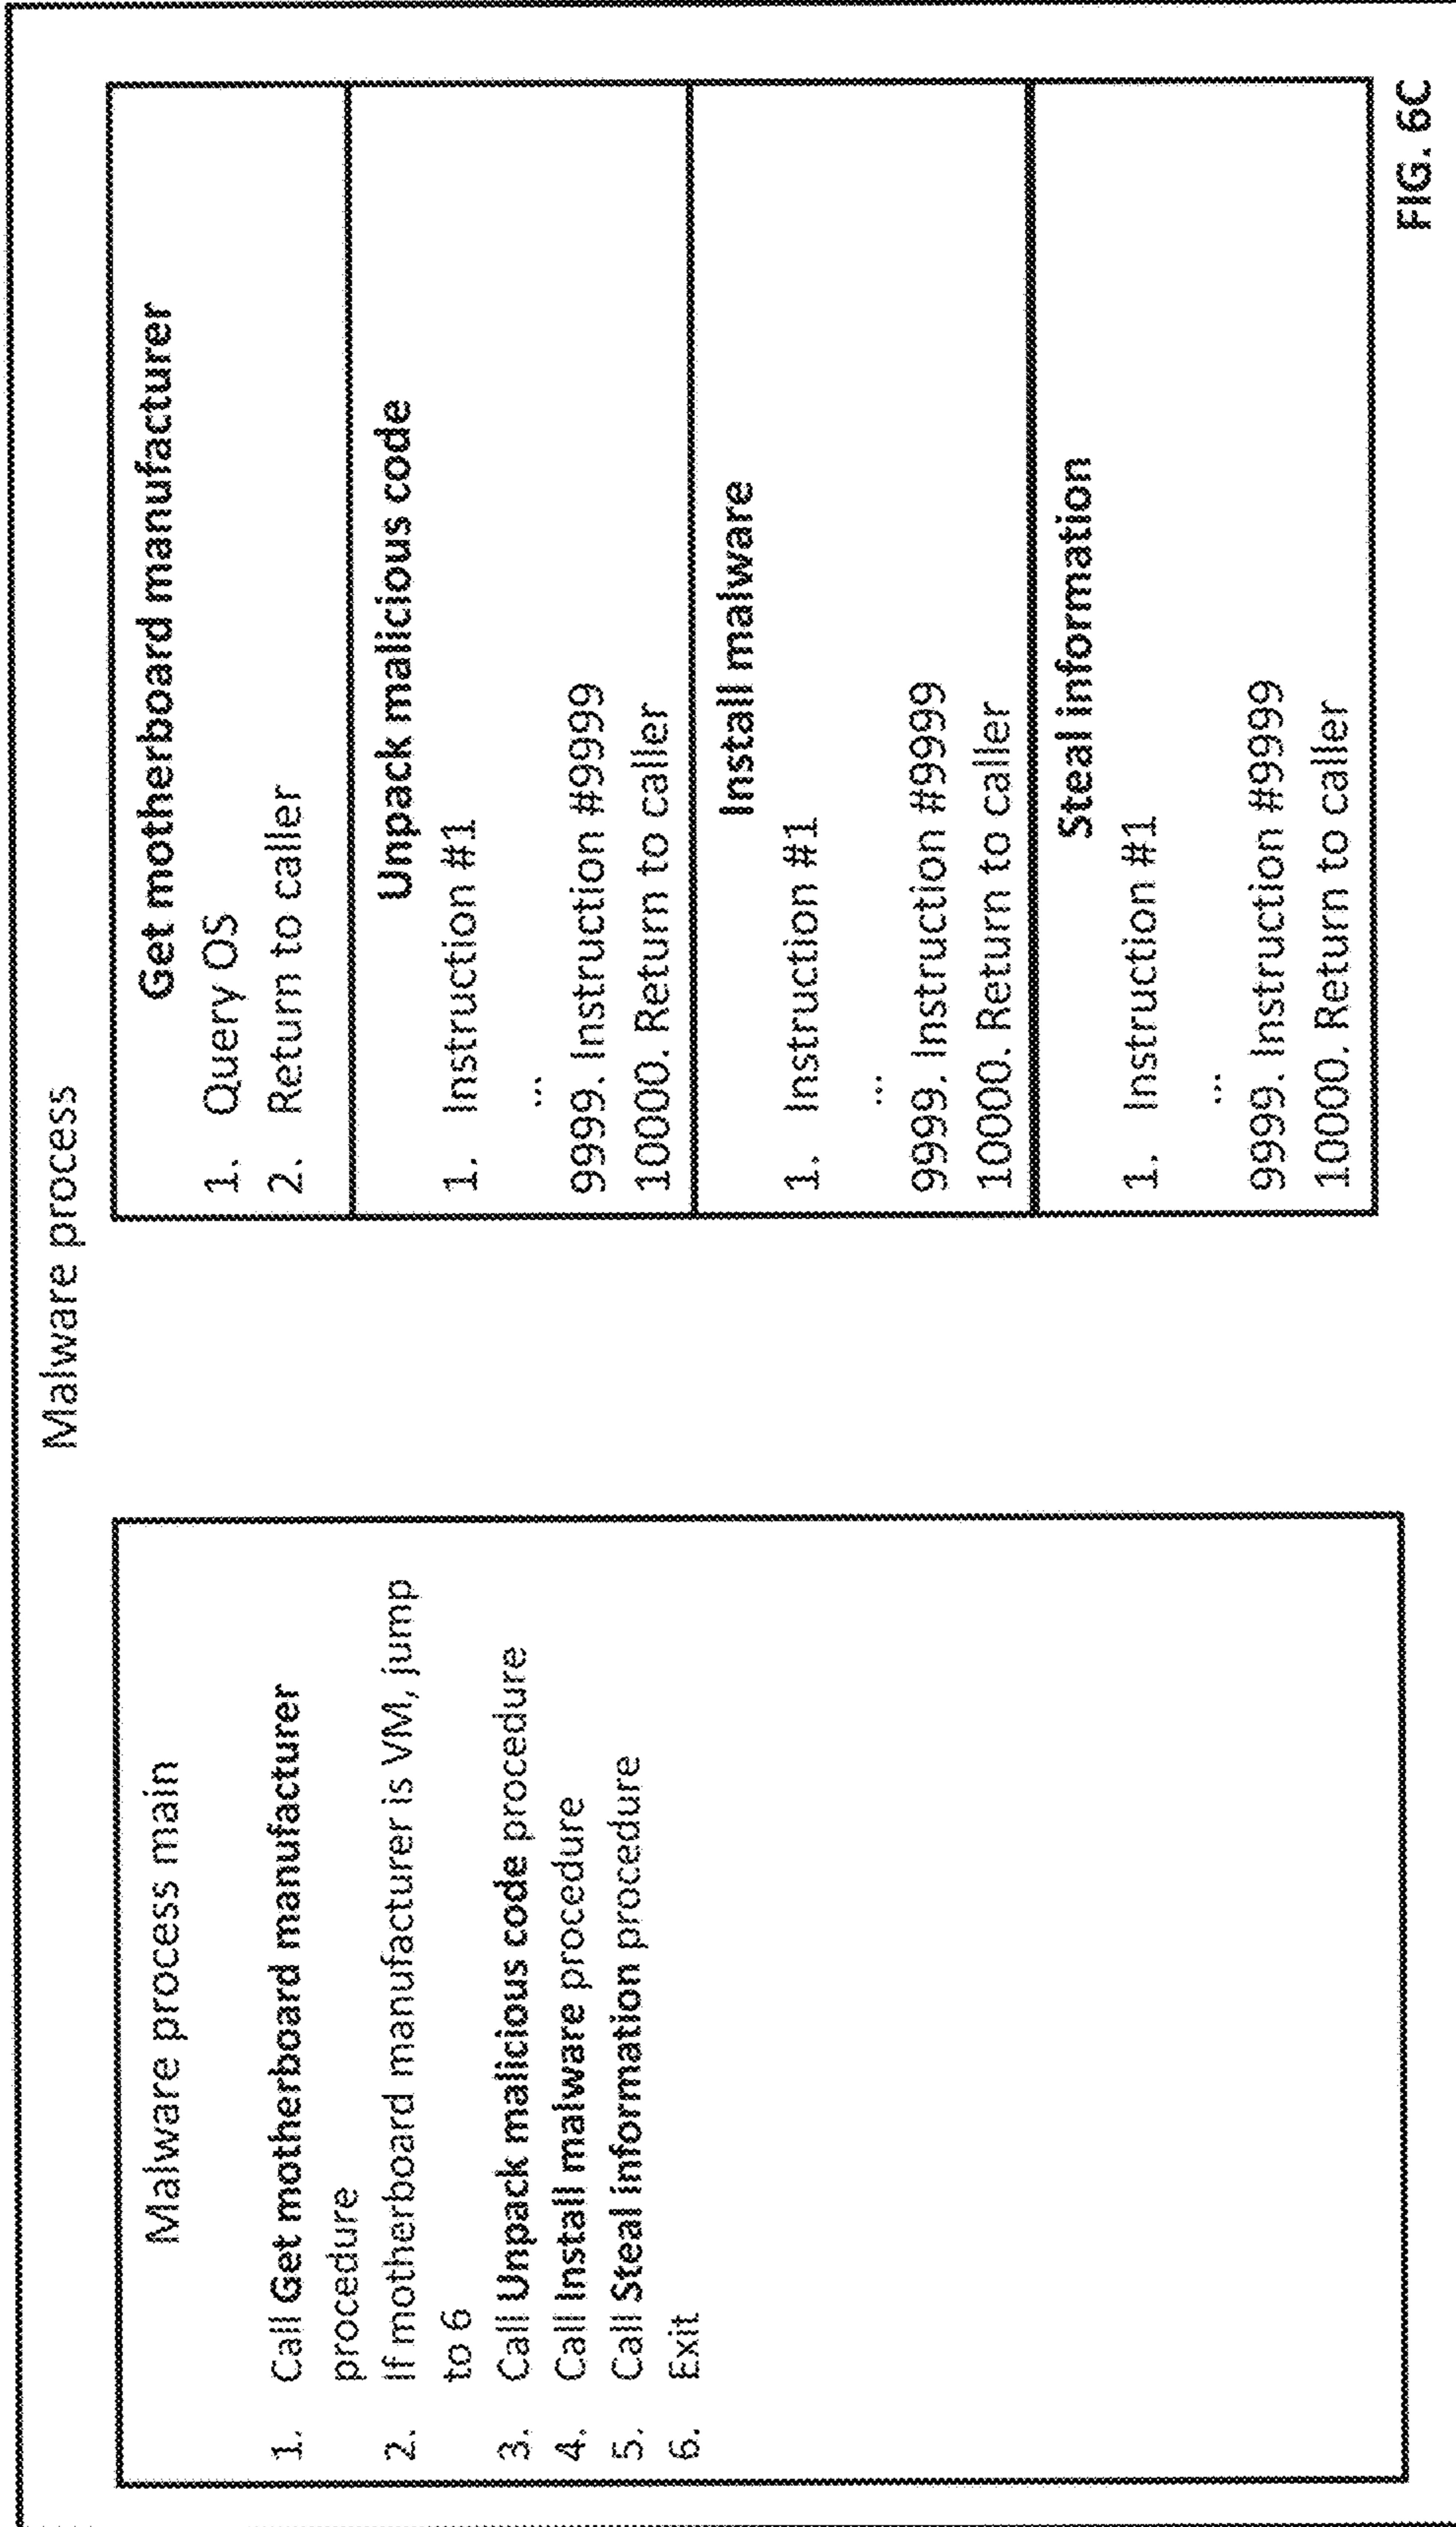 Malware process
Malware process main
1. Call Get motherboard manufacturer
procedure
2. If motherboard manufacturer is VM, jump
to 6
3. Call Unpack malicious code procedure
4. Call Install malware procedure
5. Call Steal information procedure
6. Exit
Get motherboard manufacturer
1. Query OS
2. Return to caller
Unpack malicious code
1. Instruction #1
...
9999. Instruction #9999
10000. Return to caller
Install malware
1. Instruction #1
...
9999. Instruction #9999
10000. Return to caller
Steal information
1. Instruction #1
...
9999. Instruction #9999
10000. Return to caller
FIG. 6C